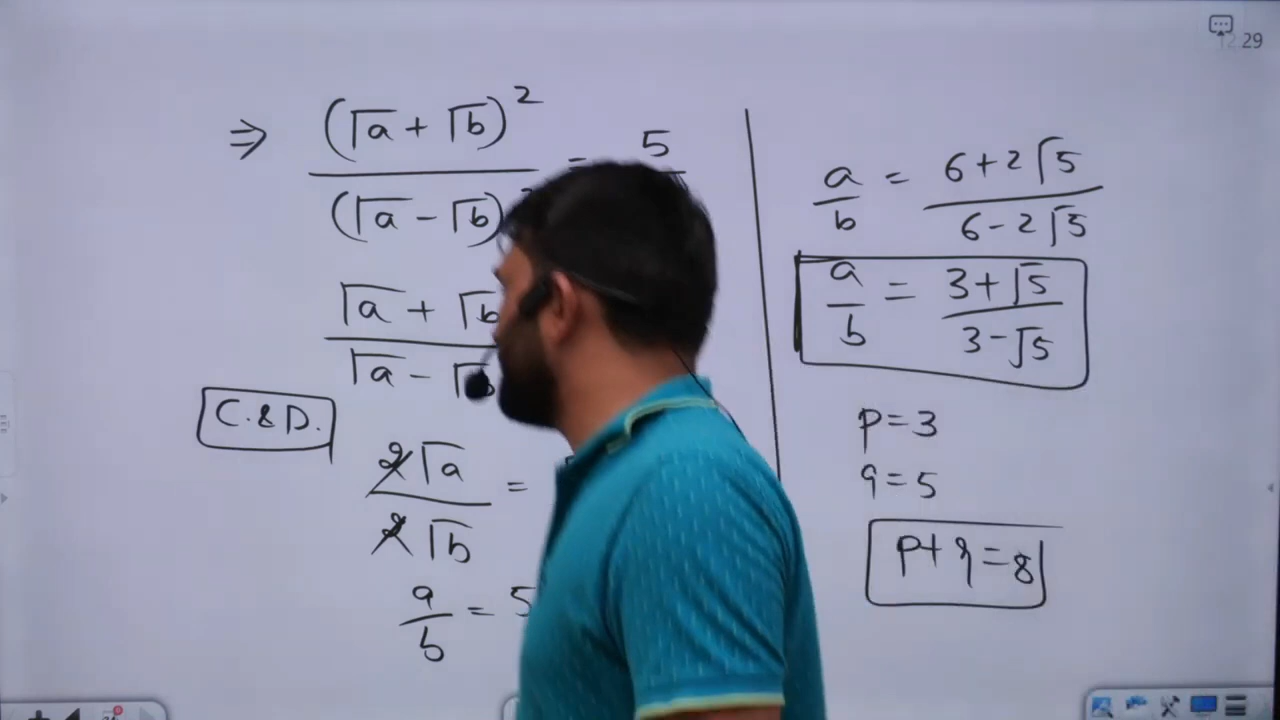 12:29
⇒ (√a + √b)² / (√a - √b) = 5
√a + √b / √a - √b
C. & D.
2√a / 2√b =
a/b = 5
a/b = 6+2√5 / 6-2√5
a/b = 3+√5 / 3-√5
p=3
q=5
p+q=8